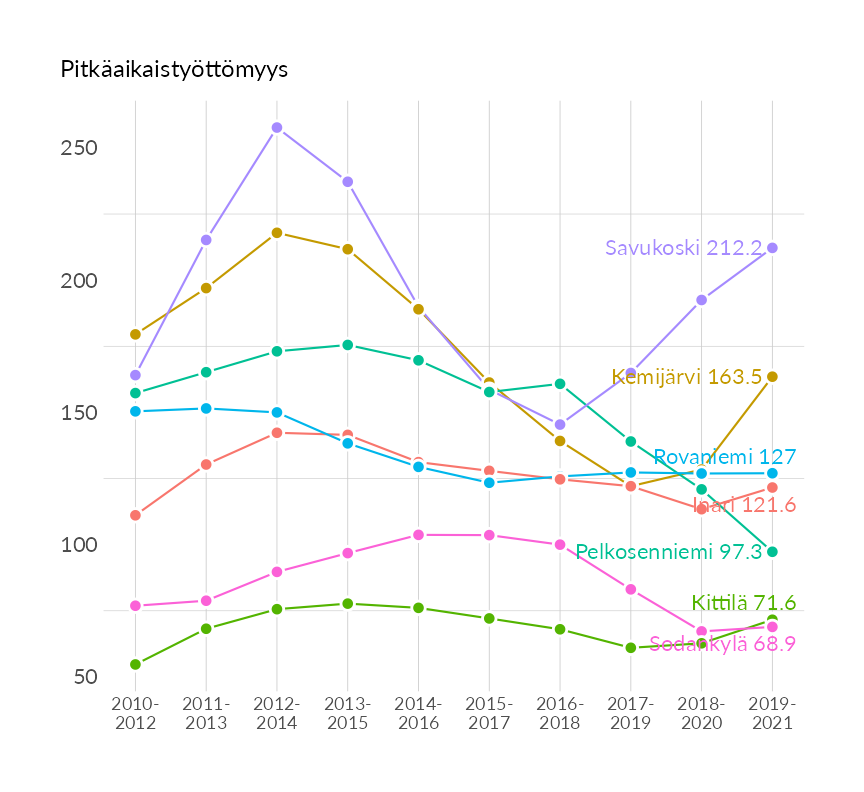 Pitkäaikaistyöttömyys
250
200
150
100
50
Savukoski 212.2
Kemijärvi 163.5
Rovaniemi 127
Inari 121.6
Pelkosenniemi 97.3
Kittilä 71.6
Sodankylä 68.9
2010- 2011- 2012- 2013- 2014- 2015- 2016- 2017- 2018- 2019-
2012 2013 2014 2015 2016 2017 2018 2019 2020 2021